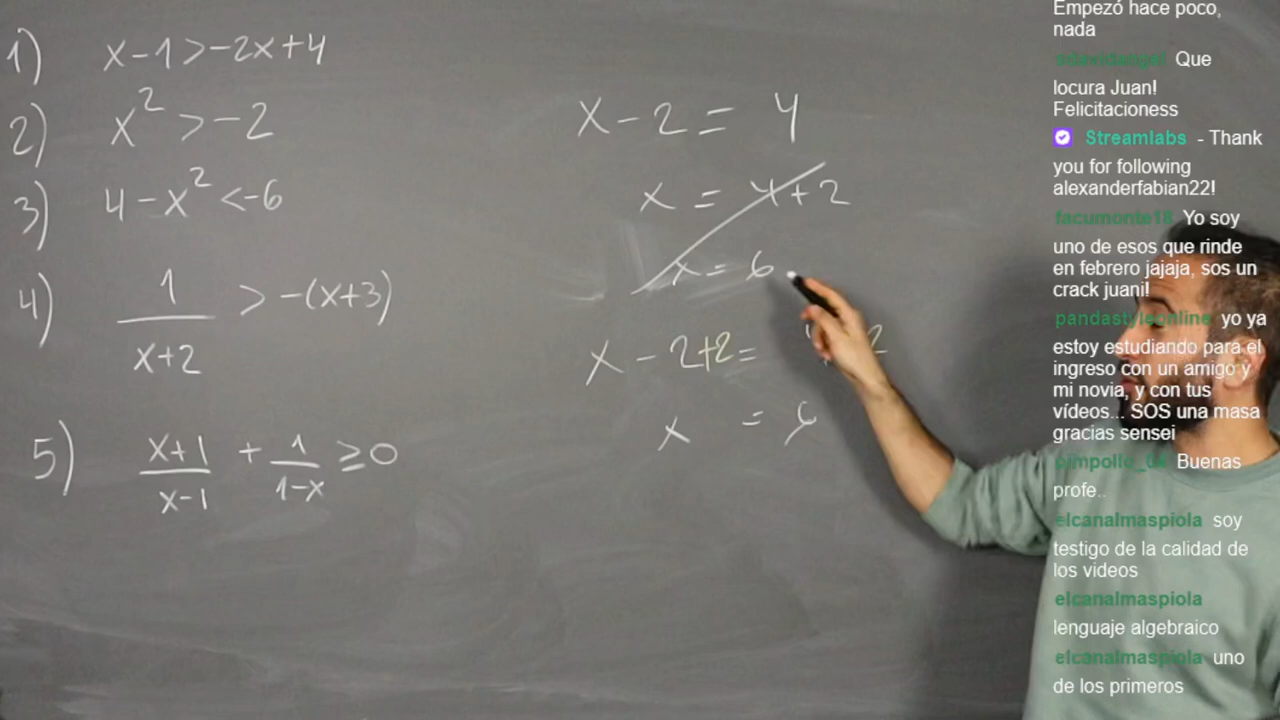 1) x-1>-2x+4
2) x²>-2
3) 4-x²<-6
4) 1/(x+2) > -(x+3)
5) (x+1)/(x-1) + 1/(1-x) ≥0
x-2= 4
x = 4+2
x= 6
x - 2+2= 2
x = 6
Empezó hace poco,
nada
Que
locura Juan!
Felicitacioness
Streamlabs - Thank
you for following
alexanderfabian22!
facumonte18 Yo soy
uno de esos que rinde
en febrero jajaja, sos un
crack juani!
yo ya
estoy estudiando para el
ingreso con un amigo y
mi novia, y con tus
vídeos... SOS una masa
gracias sensei
Buenas
profe..
elcanalmaspiola soy
testigo de la calidad de
los videos
elcanalmaspiola
lenguaje algebraico
elcanalmaspiola uno
de los primeros